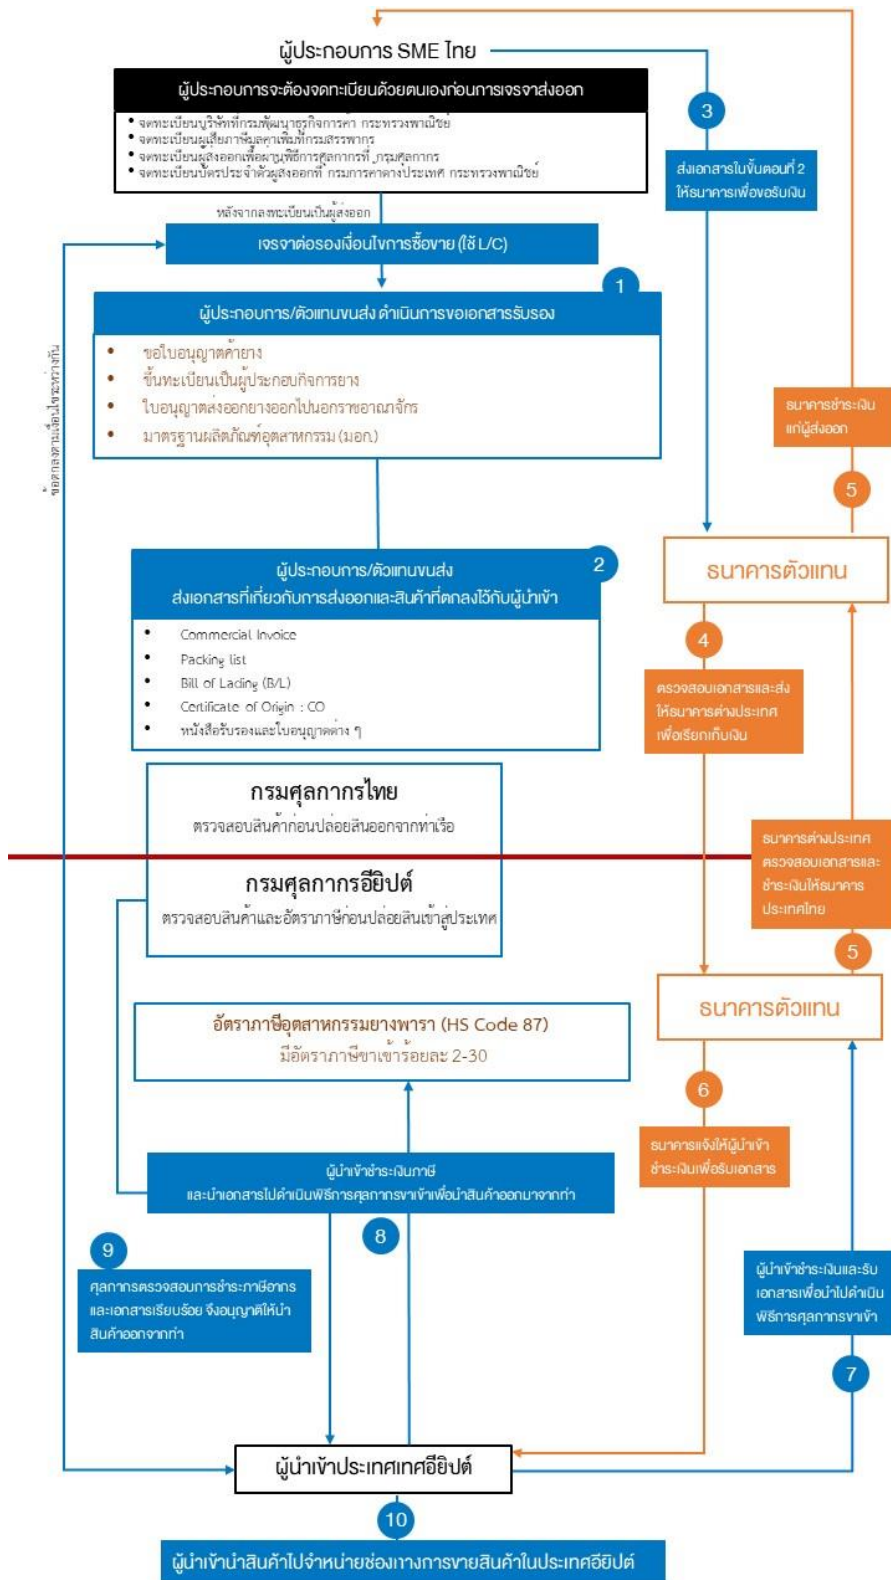 ผู้ประกอบการ SME ไทย
ผู้ประกอบการจะต้องจดทะเบียนด้วยตนเองก่อนการเจรจาส่งออก
• จดทะเบียนบริษัทที่กรมพัฒนาธุรกิจการค้า กระทรวงพาณิชย์
• จดทะเบียนผู้เสียภาษีมูลค่าเพิ่มที่กรมสรรพากร
• จดทะเบียนผู้ส่งออกเพื่อผ่านพิธีการศุลกากรที่ กรมศุลกากร
• จดทะเบียนบัตรประจำตัวผู้ส่งออกที่ กรมการค้าต่างประเทศ กระทรวงพาณิชย์
หลังจากลงทะเบียนเป็นผู้ส่งออก
เจรจาต่อรองเงื่อนไขการซื้อขาย (ใช้ L/C)
ข้อตกลงตามเงื่อนไขระหว่างกัน
1
ผู้ประกอบการ/ตัวแทนขนส่ง ดำเนินการขอเอกสารรับรอง
• ขอใบอนุญาตค้ายาง
• ขึ้นทะเบียนเป็นผู้ประกอบกิจการยาง
• ใบอนุญาตส่งออกยางออกไปนอกราชอาณาจักร
• มาตรฐานผลิตภัณฑ์อุตสาหกรรม (มอก.)
2
ผู้ประกอบการ/ตัวแทนขนส่ง
ส่งเอกสารที่เกี่ยวกับการส่งออกและสินค้าที่ตกลงไว้กับผู้นำเข้า
• Commercial Invoice
• Packing list
• Bill of Lading (B/L)
• Certificate of Origin : CO
• หนังสือรับรองและใบอนุญาตต่าง ๆ
3
ส่งเอกสารในขั้นตอนที่ 2
ให้ธนาคารเพื่อขอรับเงิน
ธนาคารชำระเงิน
แก่ผู้ส่งออก
5
ธนาคารตัวแทน
4
ตรวจสอบเอกสารและส่ง
ให้ธนาคารต่างประเทศ
เพื่อเรียกเก็บเงิน
กรมศุลกากรไทย
ตรวจสอบสินค้าก่อนปล่อยสินออกจากท่าเรือ
กรมศุลกากรอียิปต์
ตรวจสอบสินค้าและอัตราภาษีก่อนปล่อยสินเข้าสู่ประเทศ
ธนาคารต่างประเทศ
ตรวจสอบเอกสารและ
ชำระเงินให้ธนาคาร
ประเทศไทย
5
ธนาคารตัวแทน
อัตราภาษีอุตสาหกรรมยางพารา (HS Code 87)
มีอัตราภาษีขาเข้าร้อยละ 2-30
6
ธนาคารแจ้งให้ผู้นำเข้า
ชำระเงินเพื่อรับเอกสาร
ผู้นำเข้าชำระเงินภาษี
และนำเอกสารไปดำเนินพิธีการศุลกากรขาเข้าเพื่อนำสินค้าออกมาจากท่า
8
9
ศุลกากรตรวจสอบการชำระภาษีอากร
และเอกสารเรียบร้อย จึงอนุญาติให้นำ
สินค้าออกจากท่า
ผู้นำเข้าชำระเงินและรับ
เอกสารเพื่อนำไปดำเนิน
พิธีการศุลกากรขาเข้า
7
ผู้นำเข้าประเทศเทศอียิปต์
10
ผู้นำเข้านำสินค้าไปจำหน่ายช่องทางการขายสินค้าในประเทศอียิปต์